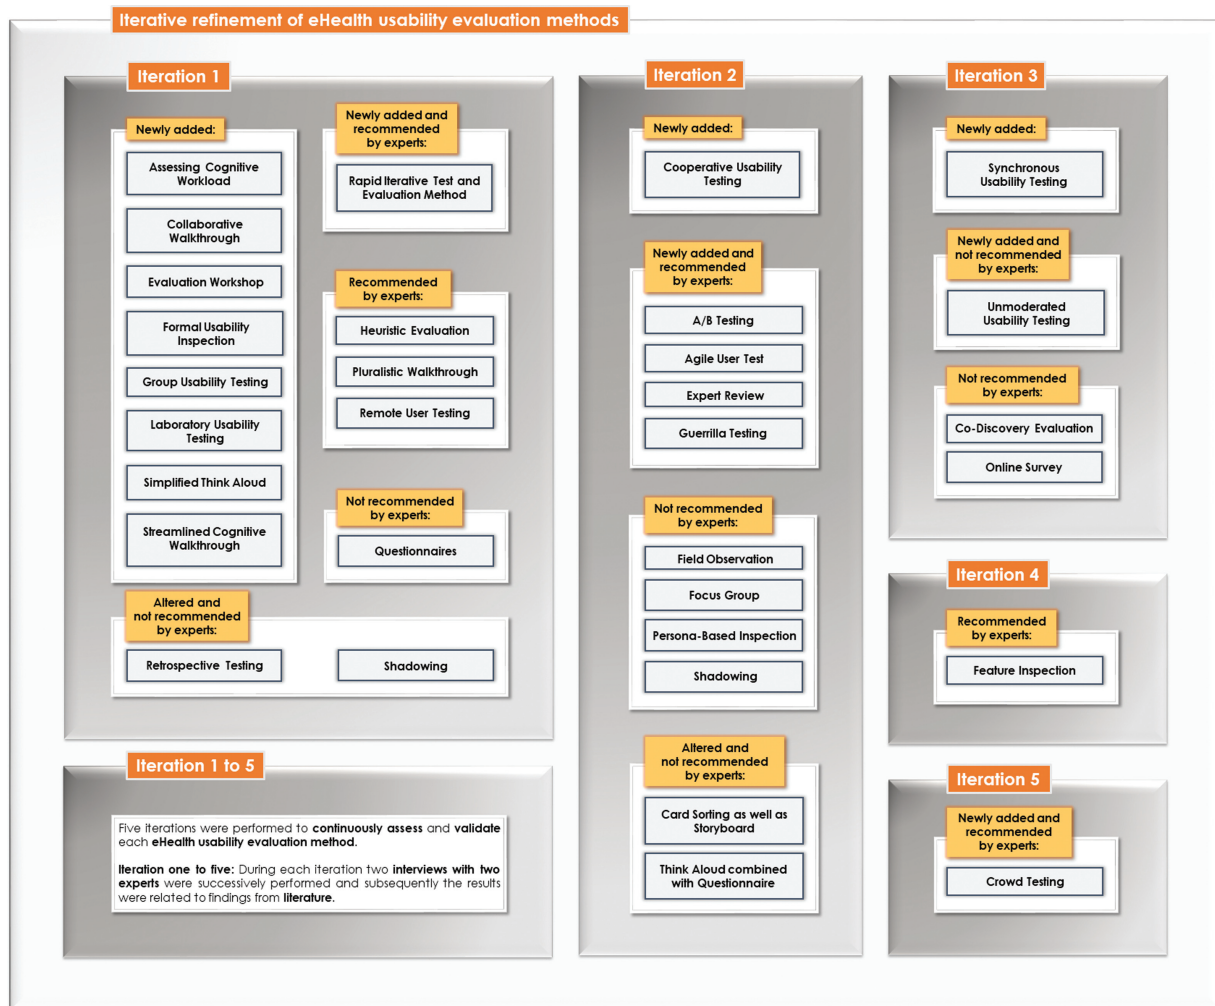 Iterative refinement of eHealth usability evaluation methods
Iteration 1
Newly added:
Assessing Cognitive
Workload
Collaborative
Walkthrough
Evaluation Workshop
Formal Usability
Inspection
Group Usability Testing
Laboratory Usability
Testing
Simplified Think Aloud
Streamlined Cognitive
Walkthrough
Newly added and
recommended
by experts:
Rapid Iterative Test and
Evaluation Method
Recommended
by experts:
Heuristic Evaluation
Pluralistic Walkthrough
Remote User Testing
Not recommended
by experts:
Questionnaires
Altered and
not recommended
by experts:
Retrospective Testing
Shadowing
Iteration 1 to 5
Five iterations were performed to continuously assess and validate
each eHealth usability evaluation method.
Iteration one to five: During each iteration two interviews with two
experts were successively performed and subsequently the results
were related to findings from literature.
Iteration 2
Newly added:
Cooperative Usability
Testing
Newly added and
recommended
by experts:
A/B Testing
Agile User Test
Expert Review
Guerrilla Testing
Not recommended
by experts:
Field Observation
Focus Group
Persona-Based Inspection
Shadowing
Altered and
not recommended
by experts:
Card Sorting as well as
Storyboard
Think Aloud combined
with Questionnaire
Iteration 3
Newly added:
Synchronous
Usability Testing
Newly added and
not recommended
by experts:
Unmoderated
Usability Testing
Not recommended
by experts:
Co-Discovery Evaluation
Online Survey
Iteration 4
Recommended
by experts:
Feature Inspection
Iteration 5
Newly added and
recommended
by experts:
Crowd Testing